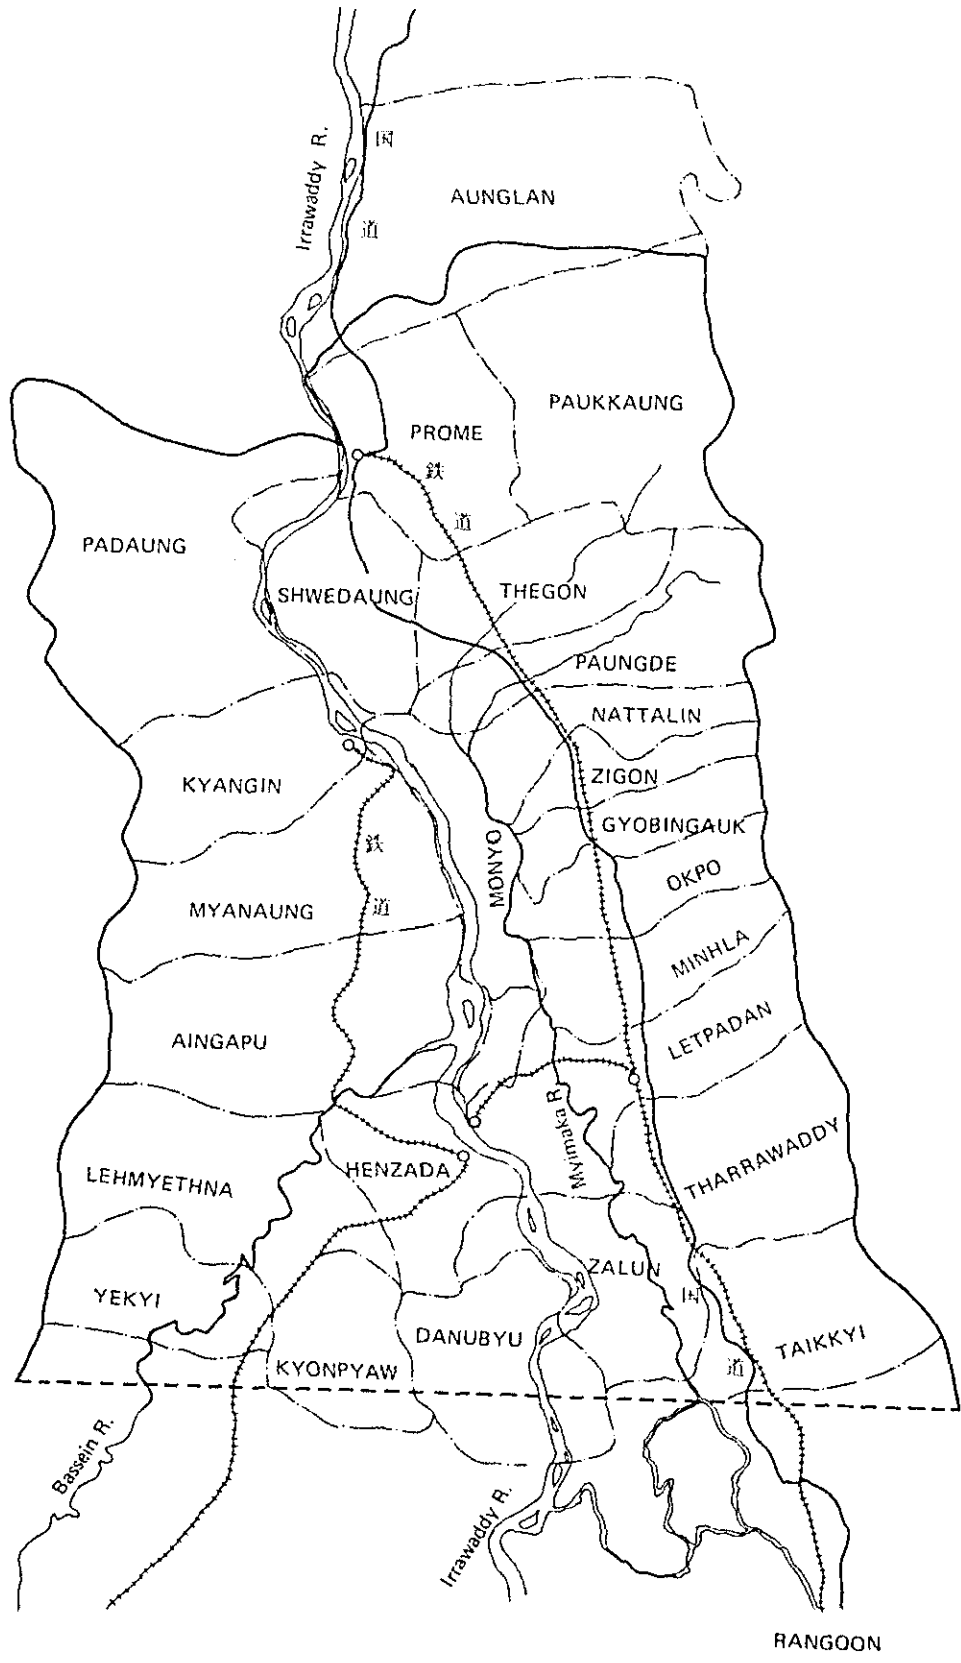 Irrawaddy R.
国
道
AUNGLAN
PAUKKAUNG
PROME
鉄
道
PADAUNG
SHWEDAUNG
THEGON
PAUNGDE
NATTALIN
ZIGON
KYANGIN
GYOBINGAUK
MONYO
鉄
道
OKPO
MYANAUNG
MINHLA
LETPADAN
AINGAPU
Myimaka R.
THARRAWADDY
HENZADA
LEHMYETHNA
ZALUN
国
道
YEKYI
DANUBYU
TAIKKYI
KYONPYAW
Bassein R.
Irrawaddy R.
RANGOON